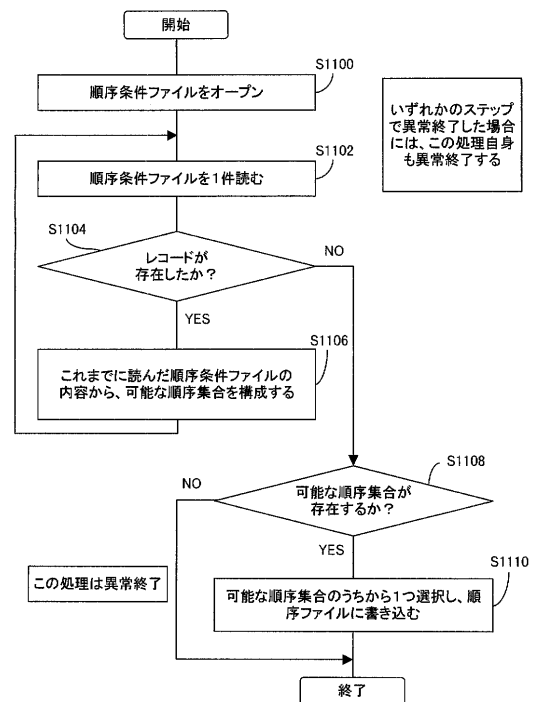 開始
S1100
順序条件ファイルをオープン
いずれかのステップ
で異常終了した場合
には、この処理自身
も異常終了する
S1102
順序条件ファイルを1件読む
S1104
レコードが
存在したか？
NO
YES
S1106
これまでに読んだ順序条件ファイルの
内容から、可能な順序集合を構成する
S1108
可能な順序集合が
存在するか？
NO
YES
S1110
この処理は異常終了
可能な順序集合のうちから1つ選択し、順
序ファイルに書き込む
終了